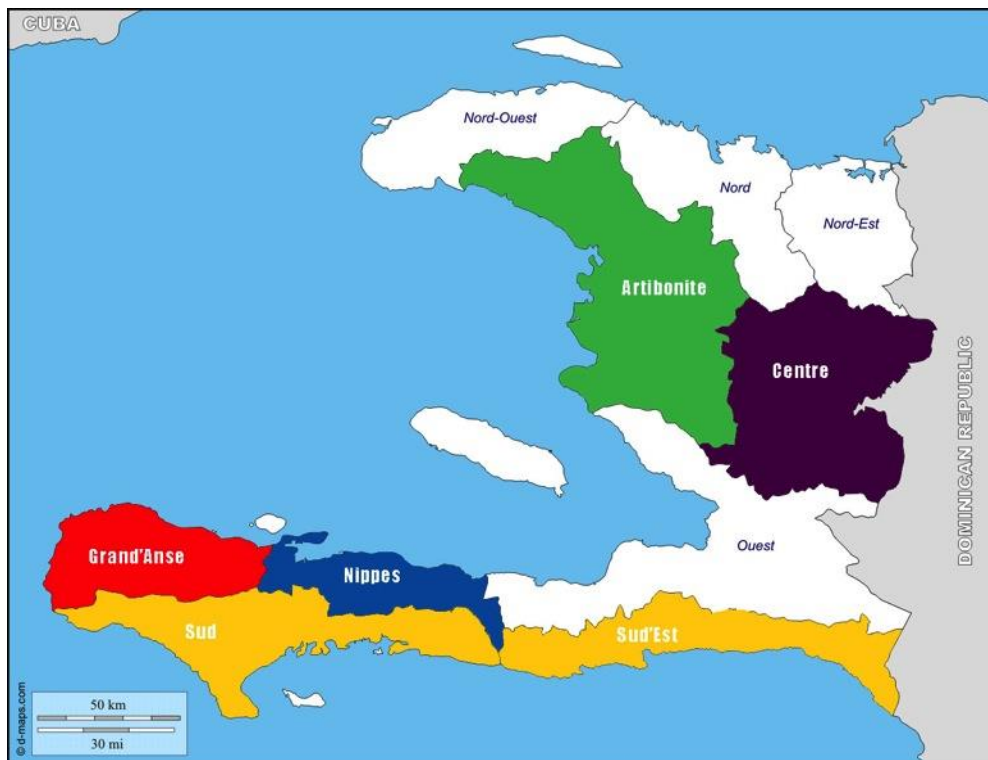 CUBA
Nord-Ouest
Nord
Nord-Est
Artibonite
Centre
DOMINICAN REPUBLIC
Ouest
Grand'Anse
Nippes
Sud
Sud'Est
50 km
30 mi
© d-maps.com